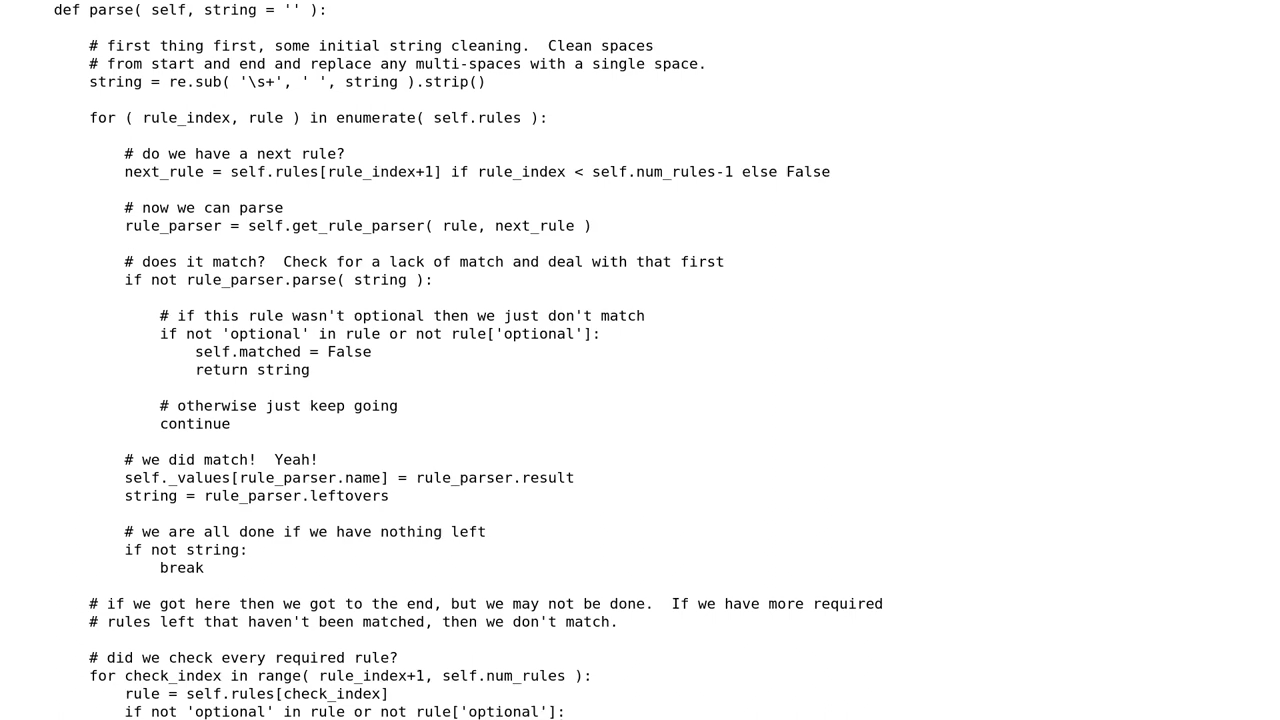 def parse( self, string = '' ):
# first thing first, some initial string cleaning.  Clean spaces
# from start and end and replace any multi-spaces with a single space.
string = re.sub( '\s+', ' ', string ).strip()
for ( rule_index, rule ) in enumerate( self.rules ):
# do we have a next rule?
next_rule = self.rules[rule_index+1] if rule_index < self.num_rules-1 else False
# now we can parse
rule_parser = self.get_rule_parser( rule, next_rule )
# does it match?  Check for a lack of match and deal with that first
if not rule_parser.parse( string ):
# if this rule wasn't optional then we just don't match
if not 'optional' in rule or not rule['optional']:
self.matched = False
return string
# otherwise just keep going
continue
# we did match!  Yeah!
self._values[rule_parser.name] = rule_parser.result
string = rule_parser.leftovers
# we are all done if we have nothing left
if not string:
break
# if we got here then we got to the end, but we may not be done.  If we have more required
# rules left that haven't been matched, then we don't match.
# did we check every required rule?
for check_index in range( rule_index+1, self.num_rules ):
rule = self.rules[check_index]
if not 'optional' in rule or not rule['optional']: